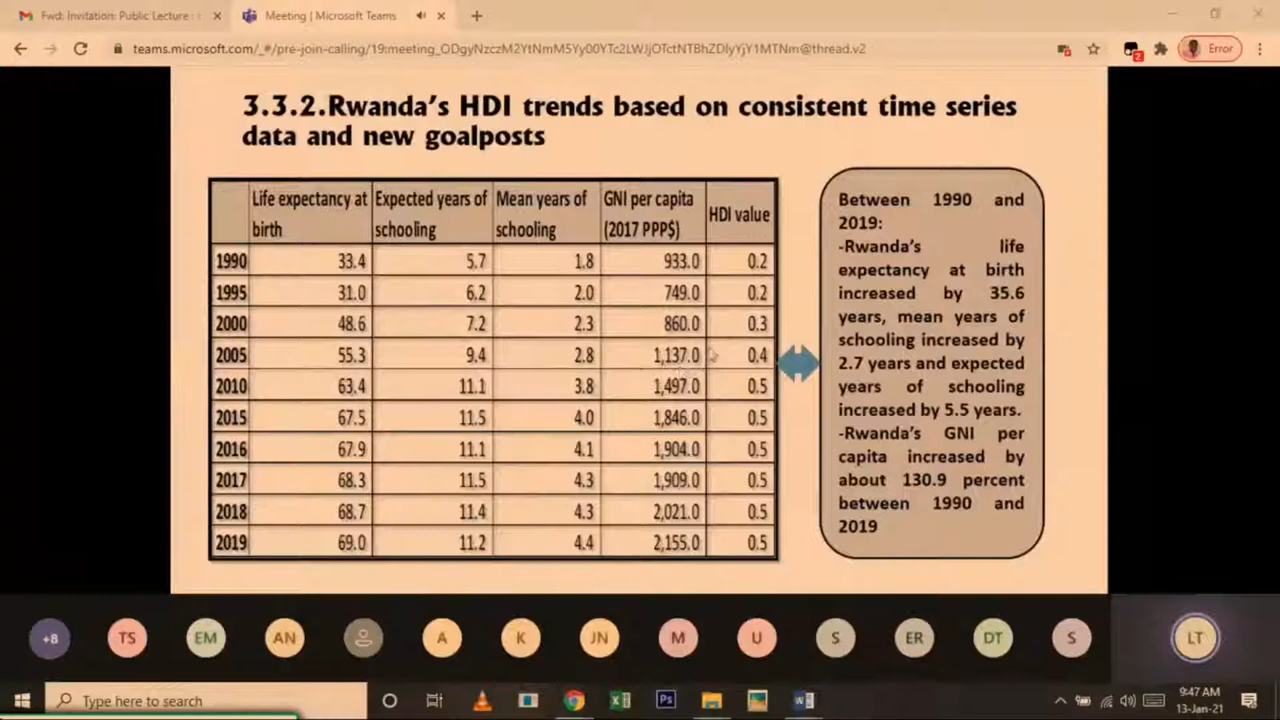 Fwd: Invitation: Public Lecture :
Meeting | Microsoft Teams
teams.microsoft.com/_#/pre-join-calling/19:meeting_ODgyNzczM2YtNmM5Yy00YTc2LWJjOTctNTBhZDlyYjY1MTNm@thread.v2
2
Error
3.3.2.Rwanda's HDI trends based on consistent time series
data and new goalposts
Life expectancy at birth Expected years of schooling Mean years of schooling GNI per capita (2017 PPP$) HDI value
1990 33.4 5.7 1.8 933.0 0.2
1995 31.0 6.2 2.0 749.0 0.2
2000 48.6 7.2 2.3 860.0 0.3
2005 55.3 9.4 2.8 1,137.0 0.4
2010 63.4 11.1 3.8 1,497.0 0.5
2015 67.5 11.5 4.0 1,846.0 0.5
2016 67.9 11.1 4.1 1,904.0 0.5
2017 68.3 11.5 4.3 1,909.0 0.5
2018 68.7 11.4 4.3 2,021.0 0.5
2019 69.0 11.2 4.4 2,155.0 0.5
Between 1990 and
2019:
-Rwanda's life
expectancy at birth
increased by 35.6
years, mean years of
schooling increased by
2.7 years and expected
years of schooling
increased by 5.5 years.
-Rwanda's GNI per
capita increased by
about 130.9 percent
between 1990 and
2019
+8 TS EM AN A K JN M U S ER DT S LT
Type here to search
9:47 AM
13-Jan-21